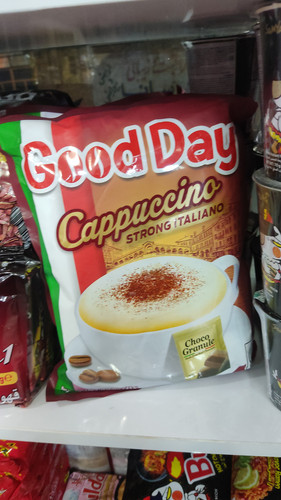 Good Day
Cappuccino
STRONG ITALIANO
Choco
Granule